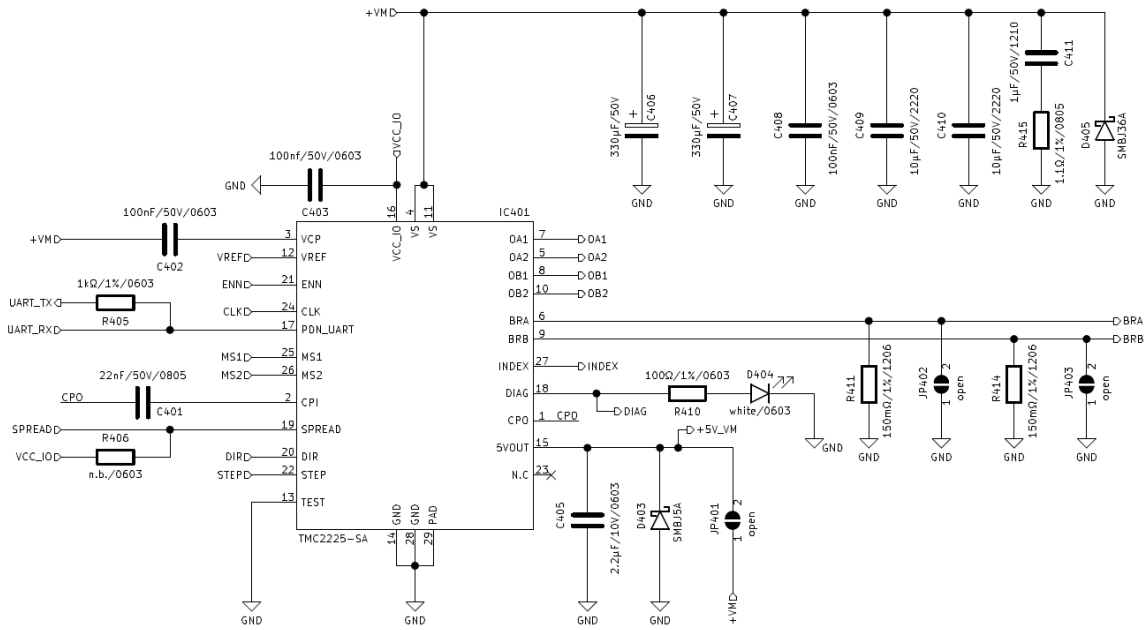 +VM
VCC_IO
100nf/50V/0603
GND
C403
100nF/50V/0603
+VM
C402
330µF/50V
C406
+
GND
330µF/50V
C407
+
GND
C408
100nF/50V/0603
GND
C409
10µF/50V/2220
GND
C410
10µF/50V/2220
GND
1µF/50V/1210
C411
R415
1.1Ω/1%/0805
GND
D405
SMBJ36A
GND
IC401
16
4
11
VCC_IO
VS
VS
3 VCP
VREF 12 VREF
ENN 21 ENN
1kΩ/1%/0603
UART_TX
R405
CLK 24 CLK
UART_RX 17 PDN_UART
MS1 25 MS1
MS2 26 MS2
22nF/50V/0805
CPO 2 CPI
C401
SPREAD 19 SPREAD
R406
VCC_IO
n.b./0603
DIR 20 DIR
STEP 22 STEP
13 TEST
GND
GND
PAD
14
28
29
TMC2225-SA
GND
GND
OA1 7 OA1
OA2 5 OA2
OB1 8 OB1
OB2 10 OB2
BRA 6 BRA
BRB 9 BRB
INDEX 27 INDEX
DIAG 18
100Ω/1%/0603
R410
D404
white/0603
DIAG
GND
CPO 1 CPO
+5V_VM
5VOUT 15
N.C 23
C405
2.2µF/10V/0603
GND
D403
SMBJ5A
GND
JP401
1 2
open
+VM
R411
150mΩ/1%/1206
GND
JP402
1 2
open
GND
R414
150mΩ/1%/1206
GND
JP403
1 2
open
GND